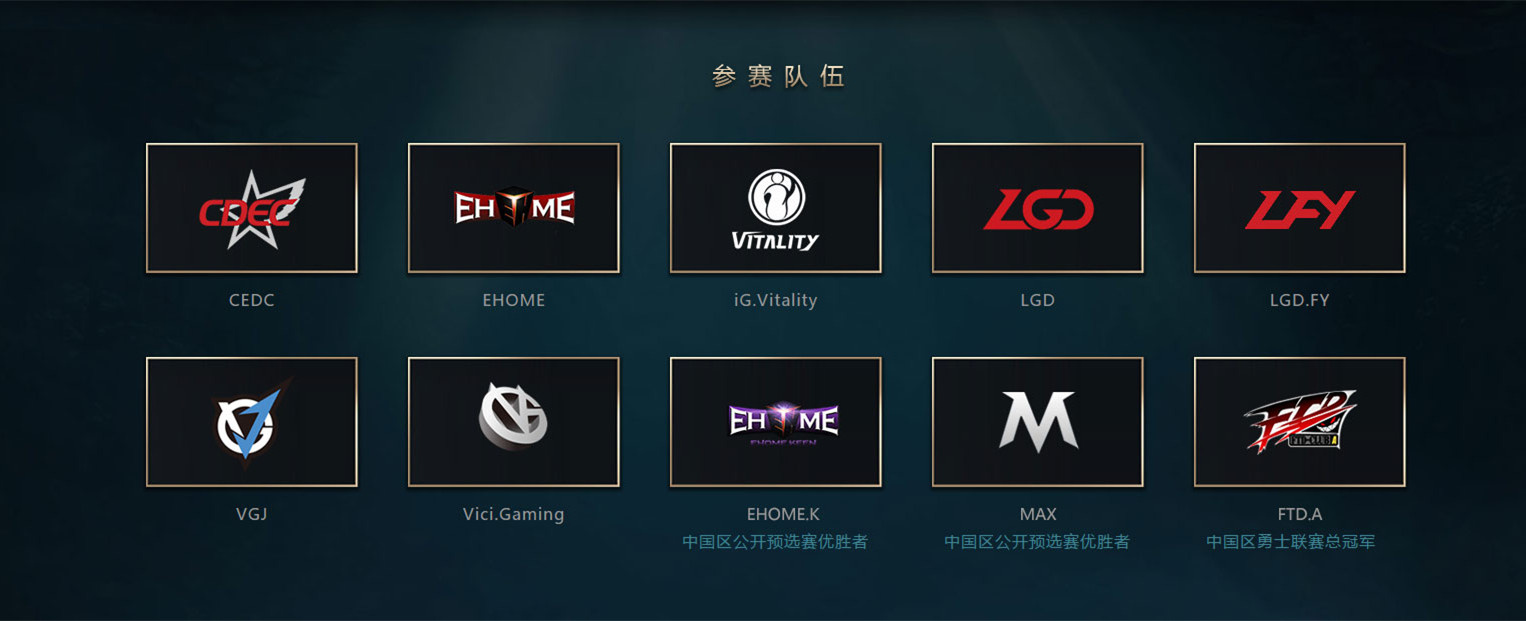 参赛队伍
CDEC
EHOME
VITALITY
LGD
LFY
CEDC
EHOME
iG.Vitality
LGD
LGD.FY
VG
EHOME
EHOME KEEN
M
FTD
FTD-CLUB A
VGJ
Vici.Gaming
EHOME.K
MAX
FTD.A
中国区公开预选赛优胜者
中国区公开预选赛优胜者
中国区勇士联赛总冠军